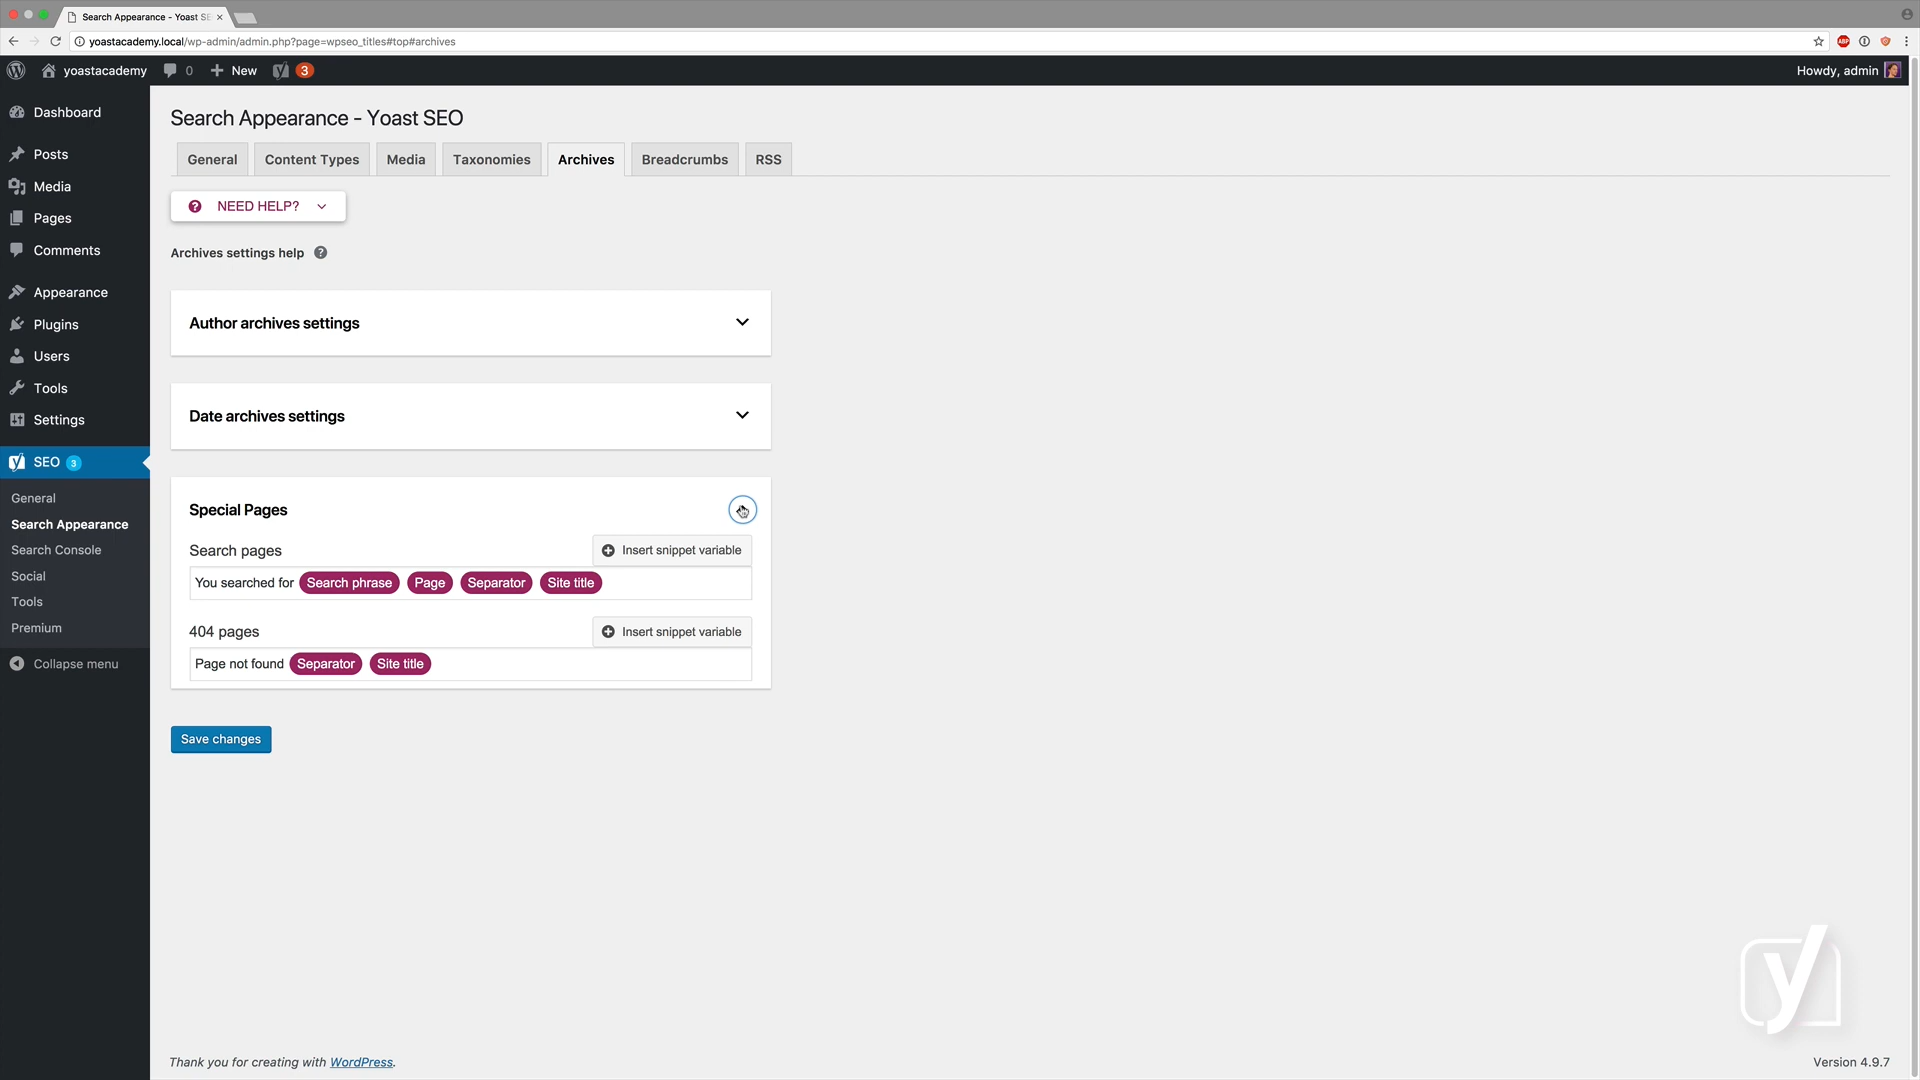 Search Appearance - Yoast SE
yoastacademy.local/wp-admin/admin.php?page=wpseo_titles#top#archives
ABP
yoastacademy 0 New 3
Howdy, admin
Dashboard
Posts
Media
Pages
Comments
Appearance
Plugins
Users
Tools
Settings
SEO 3
General
Search Appearance
Search Console
Social
Tools
Premium
Collapse menu
Search Appearance - Yoast SEO
General Content Types Media Taxonomies Archives Breadcrumbs RSS
NEED HELP?
Archives settings help
Author archives settings
Date archives settings
Special Pages
Search pages Insert snippet variable
You searched for Search phrase Page Separator Site title
404 pages Insert snippet variable
Page not found Separator Site title
Save changes
y
Thank you for creating with WordPress. Version 4.9.7